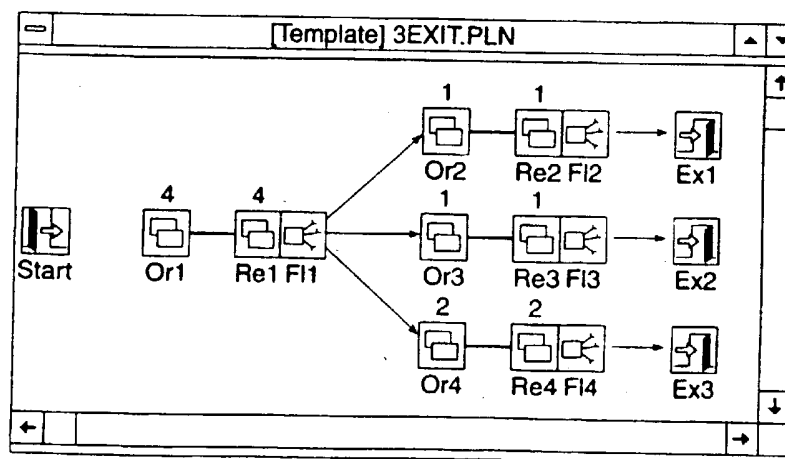 [Template] 3EXIT.PLN
1 1
Or2 Re2 Fl2 Ex1
4 4 1 1
Start Or1 Re1 Fl1 Or3 Re3 Fl3 Ex2
2 2
Or4 Re4 Fl4 Ex3